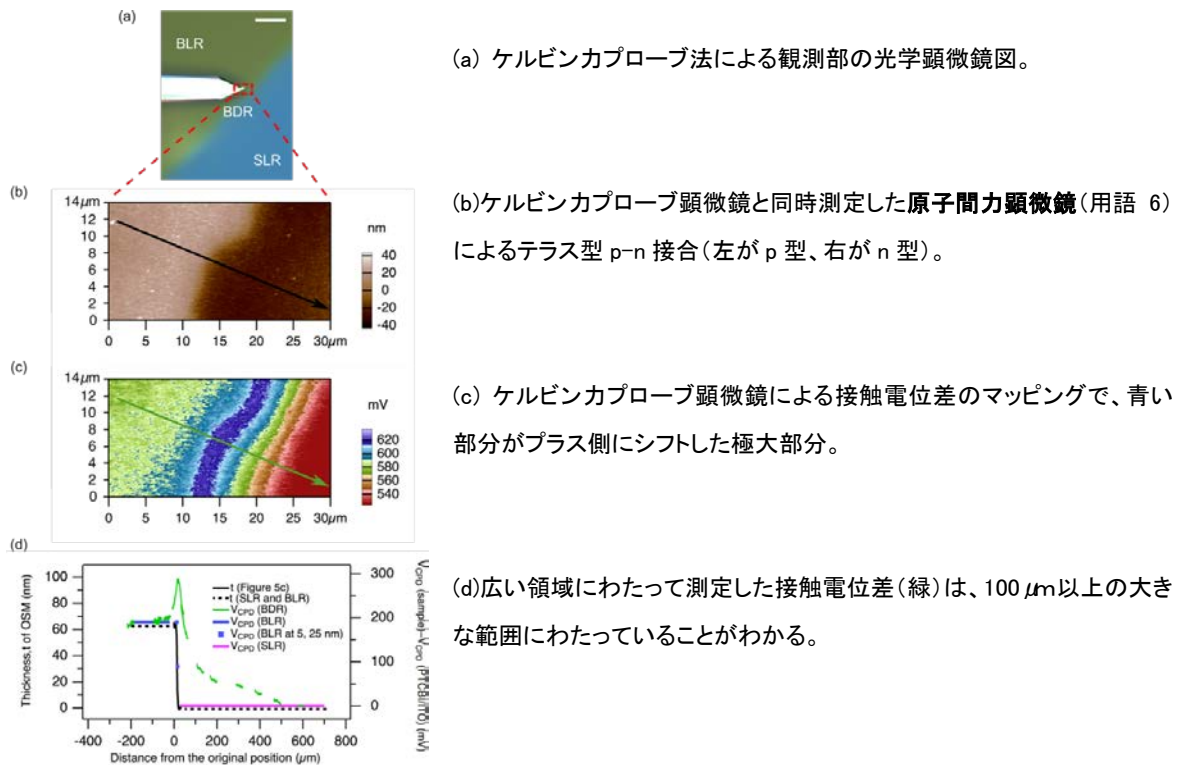 (a)
BLR
BDR
SLR
(a) ケルビン力プローブ法による観測部の光学顕微鏡図。
(b)
14μm
12
10
8
6
4
2
0
0 5 10 15 20 25 30μm
nm
40
20
0
-20
-40
(b)ケルビン力プローブ顕微鏡と同時測定した原子間力顕微鏡(用語 6)
によるテラス型 p-n 接合(左が p 型、右が n 型)。
(c)
14μm
12
10
8
6
4
2
0
0 5 10 15 20 25 30μm
mV
620
600
580
560
540
(c) ケルビン力プローブ顕微鏡による接触電位差のマッピングで、青い
部分がプラス側にシフトした極大部分。
(d)
Thickness, t of OSM (nm)
100
80
60
40
20
0
t (Figure 5c)
t (SLR and BLR)
VCPD (BDR)
VCPD (BLR)
VCPD (BLR at 5, 25 nm)
VCPD (SLR)
300
200
100
0
VCPD (sample)-VCPD (PTCBI/ITO) (mV)
-400 -200 0 200 400 600 800
Distance from the original position (μm)
(d)広い領域にわたって測定した接触電位差(緑)は、100 μm以上の大き
な範囲にわたっていることがわかる。